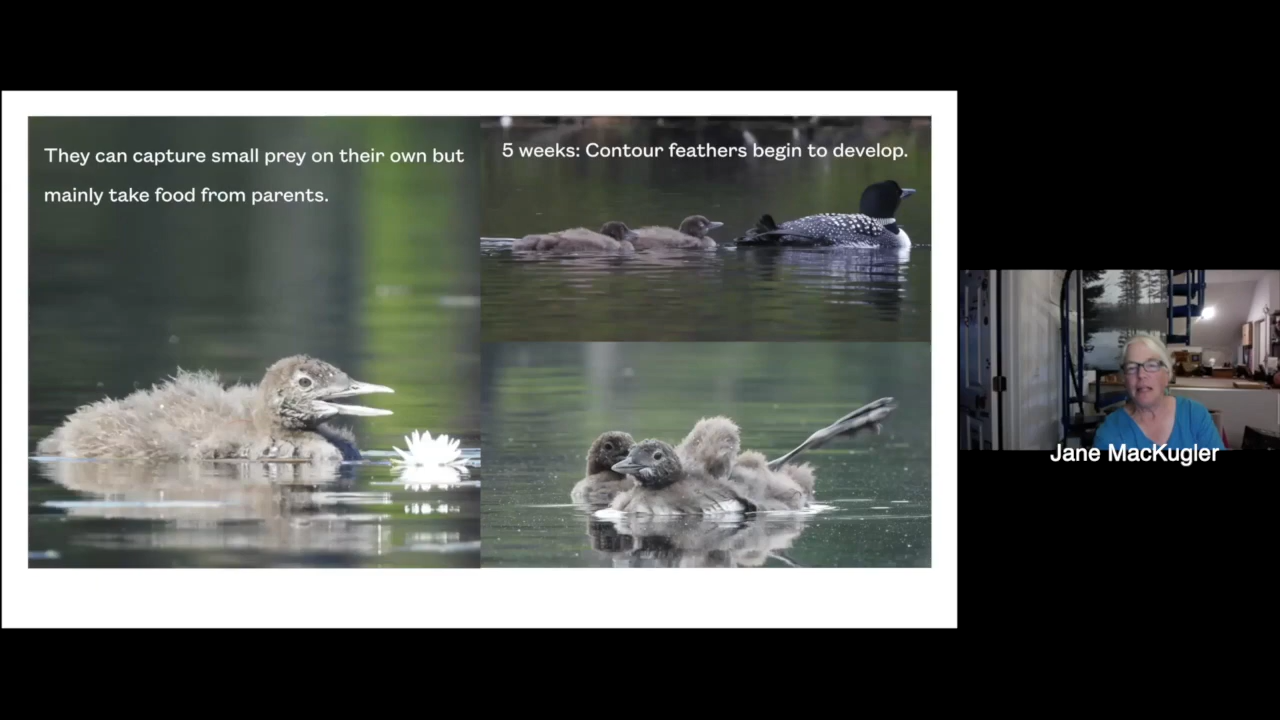 They can capture small prey on their own but
mainly take food from parents.
5 weeks: Contour feathers begin to develop.
Jane MacKugler